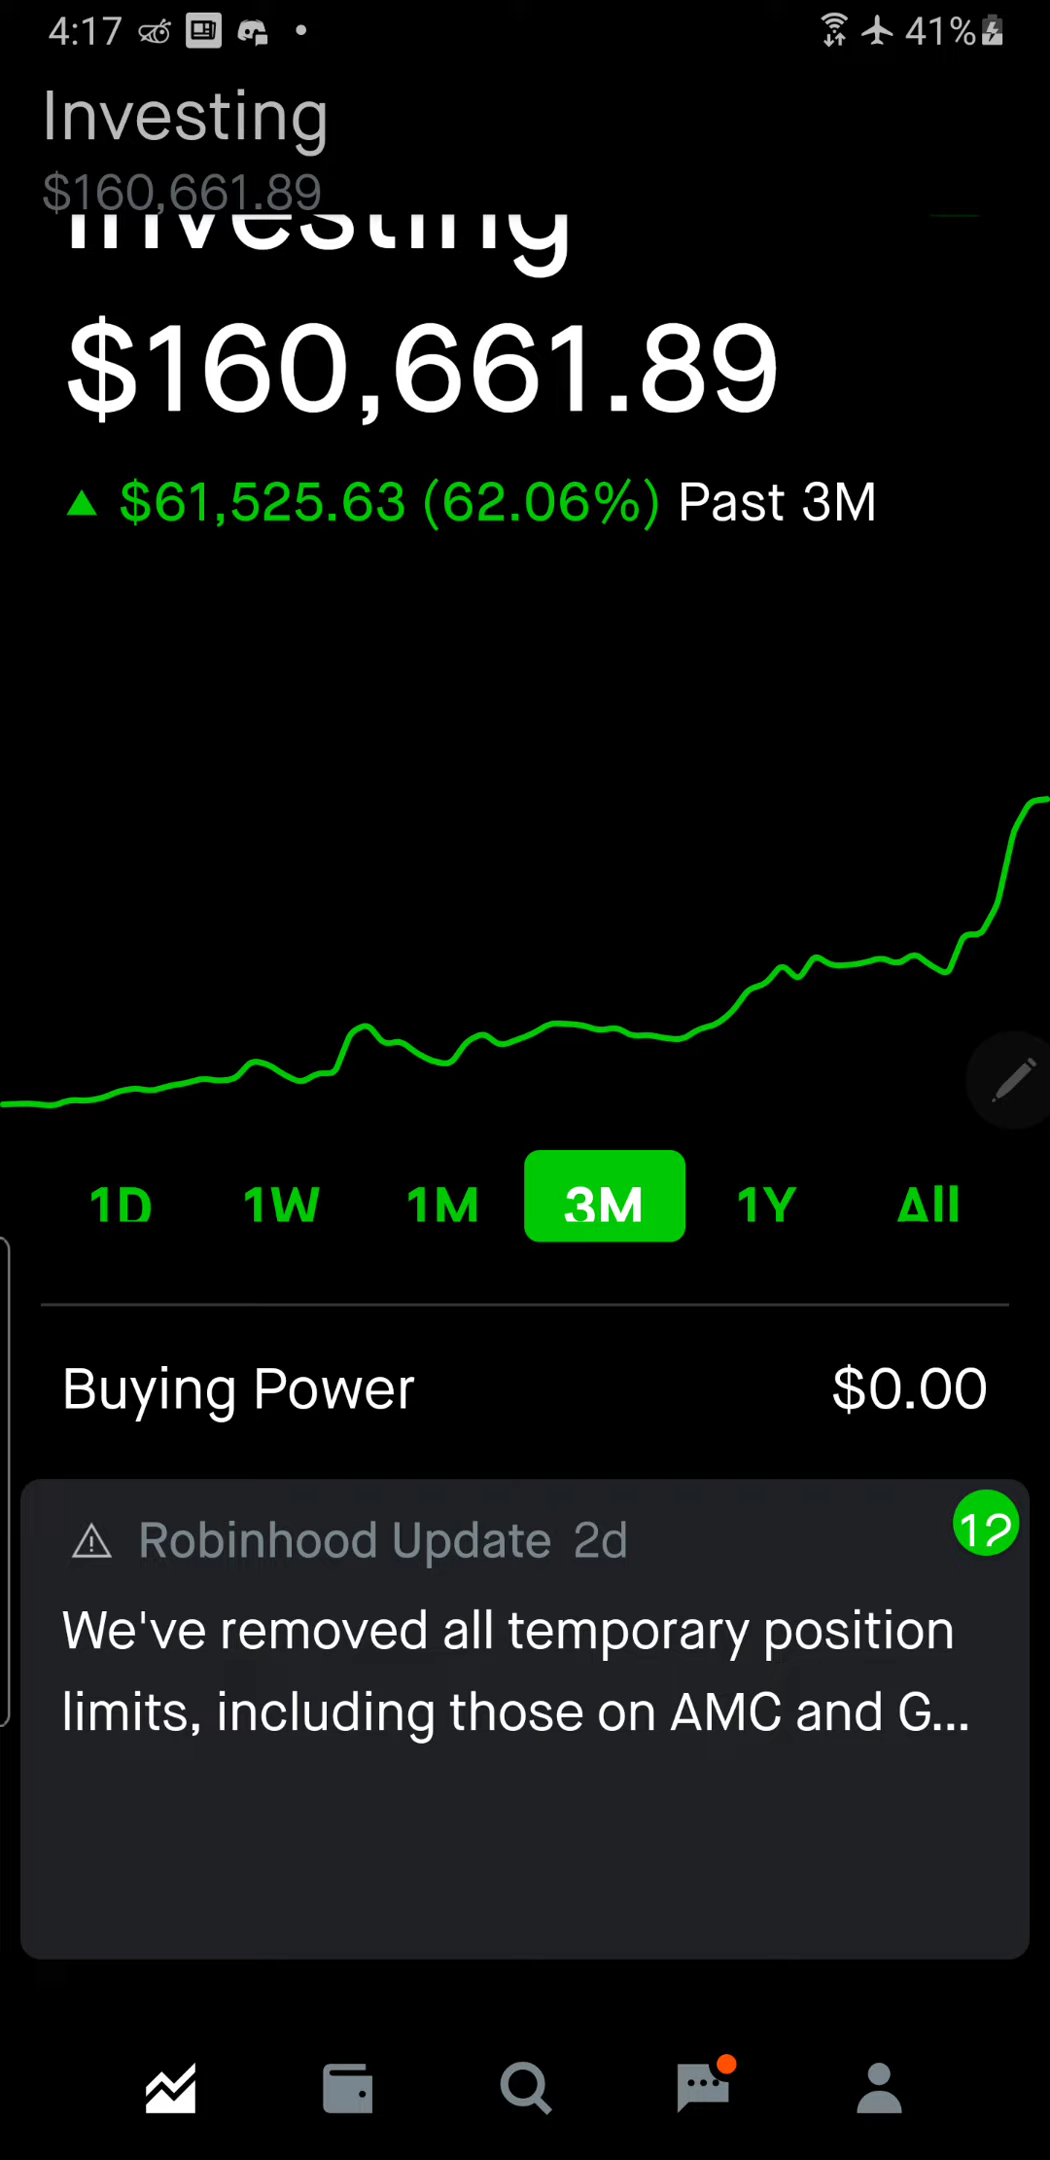 4:17 41%
Investing
$160,661.89
Investing
$160,661.89
▲ $61,525.63 (62.06%) Past 3M
1D 1W 1M 3M 1Y All
Buying Power $0.00
Robinhood Update 2d 12
We've removed all temporary position
limits, including those on AMC and G...